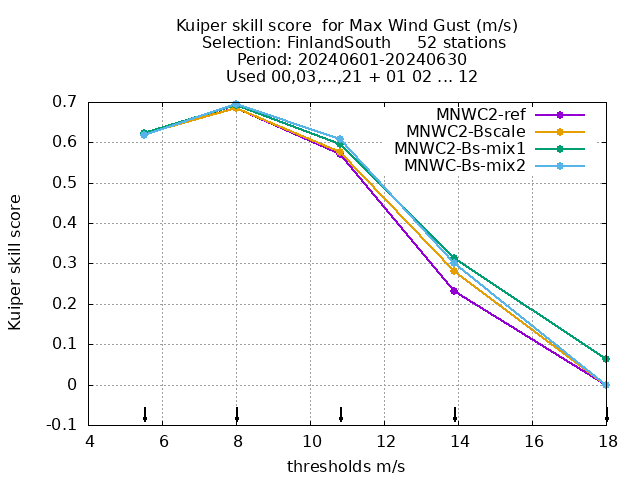 Kuiper skill score  for Max Wind Gust (m/s)
Selection: FinlandSouth     52 stations
Period: 20240601-20240630
Used 00,03,...,21 + 01 02 ... 12
MNWC2-ref
MNWC2-Bscale
MNWC2-Bs-mix1
MNWC-Bs-mix2
Kuiper skill score
0.7
0.6
0.5
0.4
0.3
0.2
0.1
0
-0.1
4 6 8 10 12 14 16 18
thresholds m/s